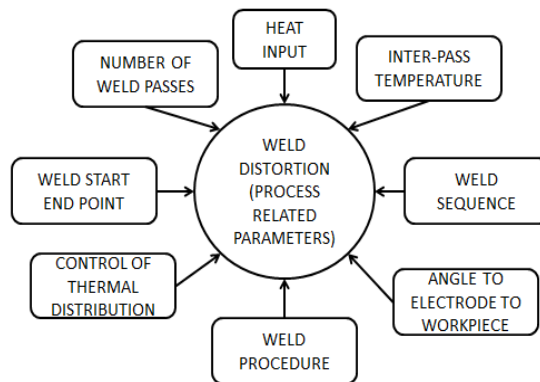 HEAT
INPUT
NUMBER OF
WELD PASSES
INTER-PASS
TEMPERATURE
WELD
DISTORTION
(PROCESS
RELATED
PARAMETERS)
WELD START
END POINT
WELD
SEQUENCE
CONTROL OF
THERMAL
DISTRIBUTION
ANGLE TO
ELECTRODE TO
WORKPIECE
WELD
PROCEDURE